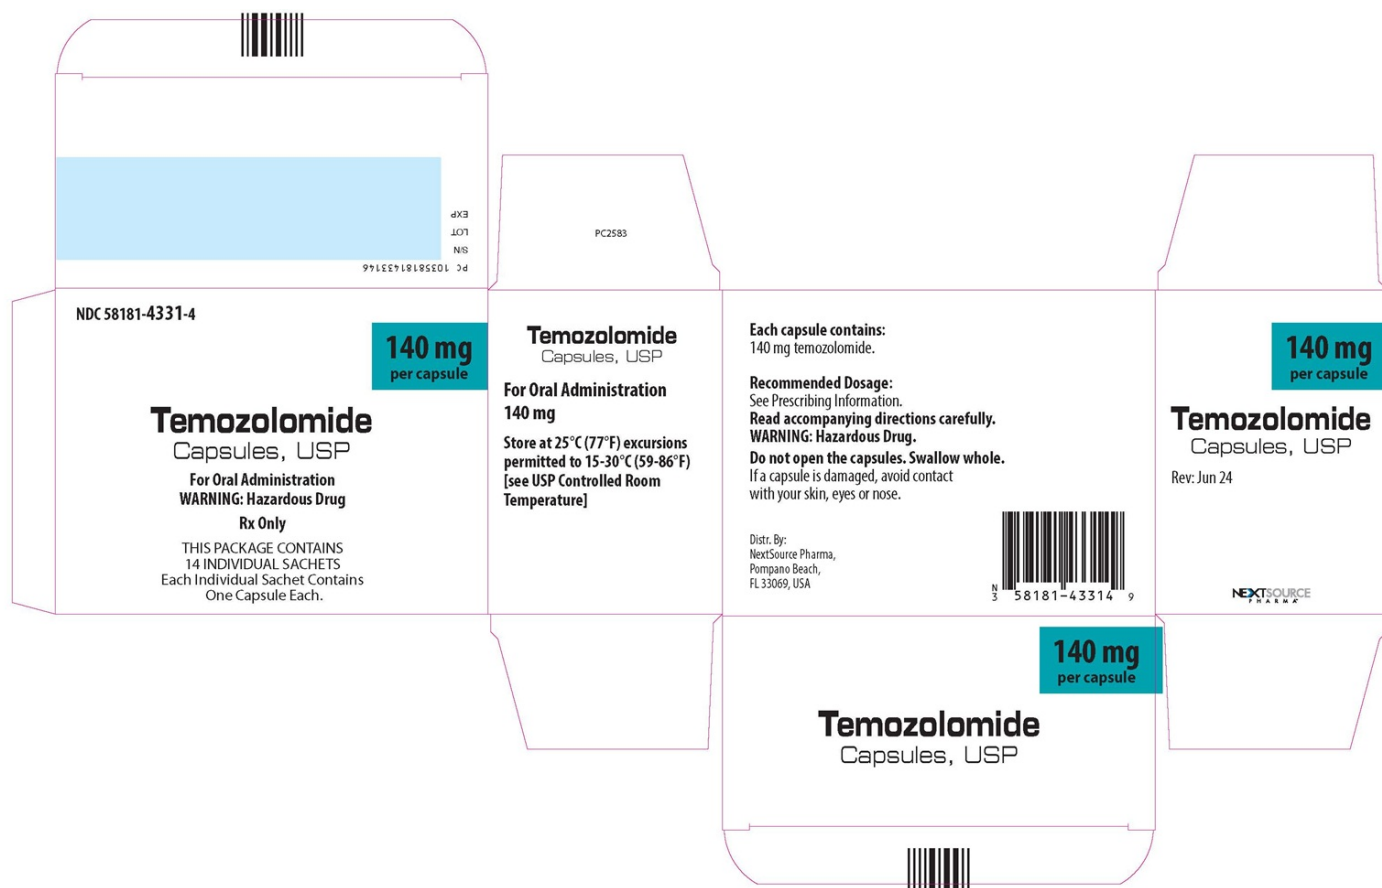 EXP
LOT
S/N
PC 10358181433146
PC2583
NDC 58181-4331-4
140 mg
per capsule
Temozolomide
Capsules, USP
For Oral Administration
WARNING: Hazardous Drug
Rx Only
THIS PACKAGE CONTAINS
14 INDIVIDUAL SACHETS
Each Individual Sachet Contains
One Capsule Each.
Temozolomide
Capsules, USP
For Oral Administration
140 mg
Store at 25°C (77°F) excursions
permitted to 15-30°C (59-86°F)
[see USP Controlled Room
Temperature]
Each capsule contains:
140 mg temozolomide.
Recommended Dosage:
See Prescribing Information.
Read accompanying directions carefully.
WARNING: Hazardous Drug.
Do not open the capsules. Swallow whole.
If a capsule is damaged, avoid contact
with your skin, eyes or nose.
Distr. By:
NextSource Pharma,
Pompano Beach,
FL 33069, USA
N
3 58181-43314 9
140 mg
per capsule
Temozolomide
Capsules, USP
Rev: Jun 24
NEXTSOURCE
PHARMA
140 mg
per capsule
Temozolomide
Capsules, USP